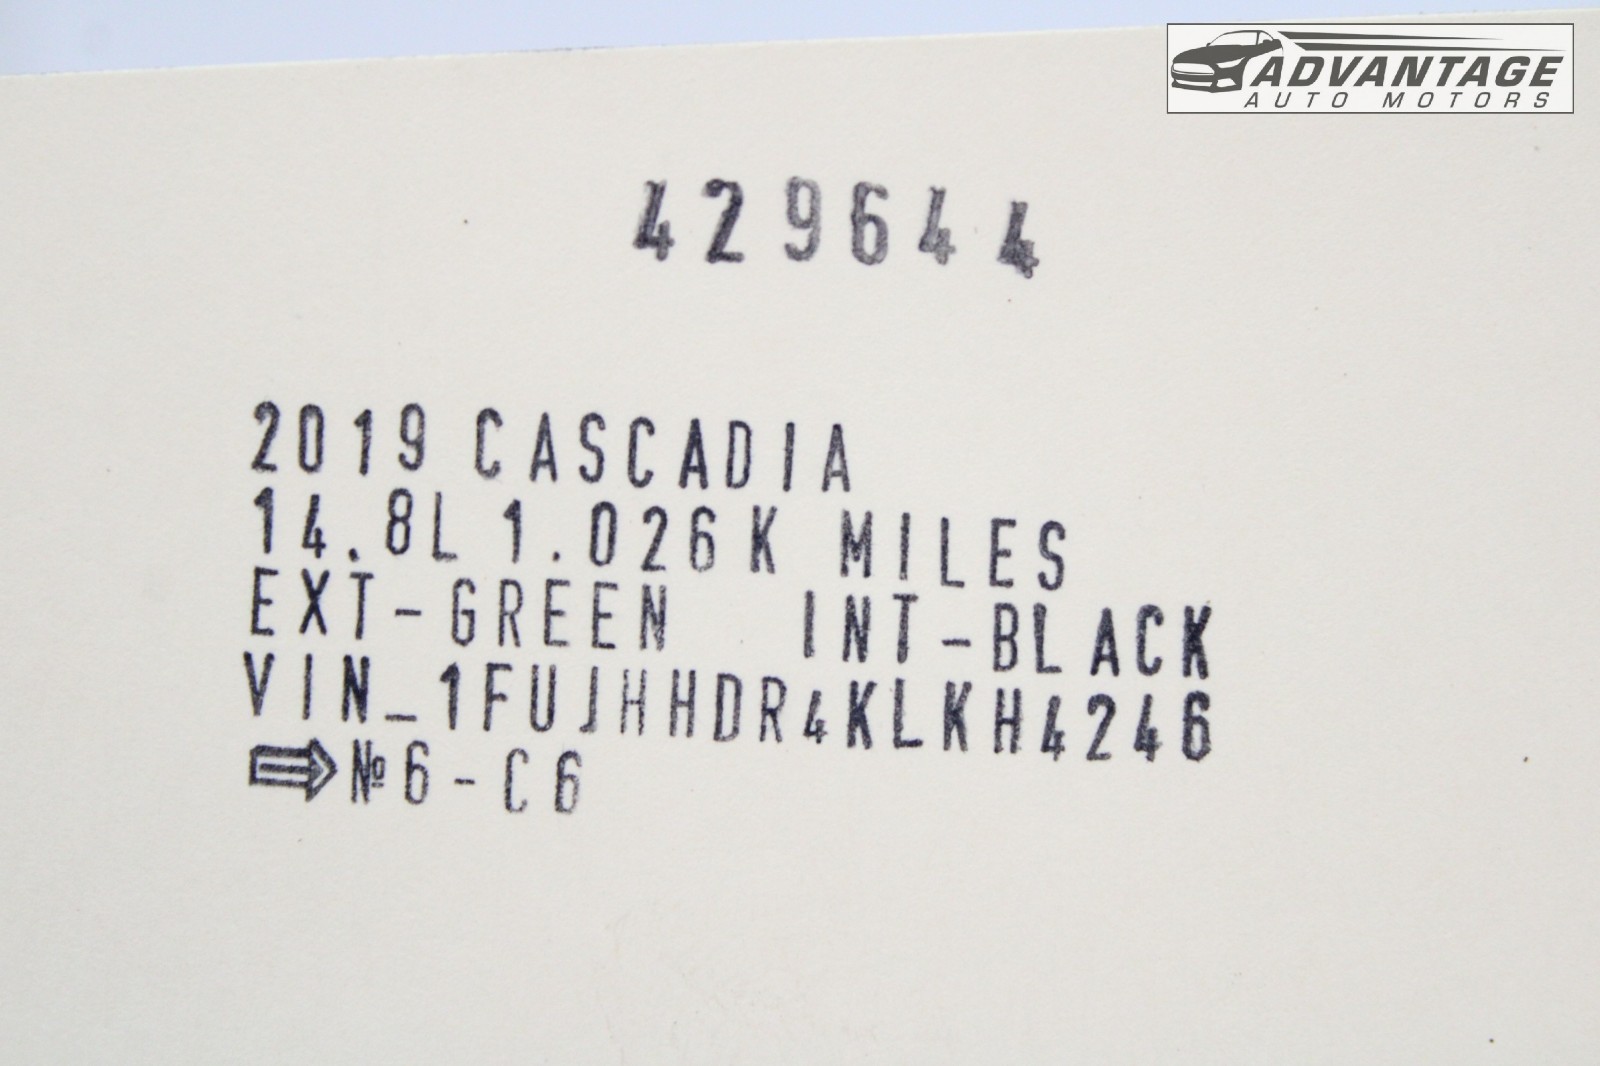 ADVANTAGE
AUTO MOTORS
429644
2019 CASCADIA
14.8L 1.026K MILES
EXT-GREEN INT-BLACK
VIN_1FUJHHDR4KLKH4246
⇒№6-C6